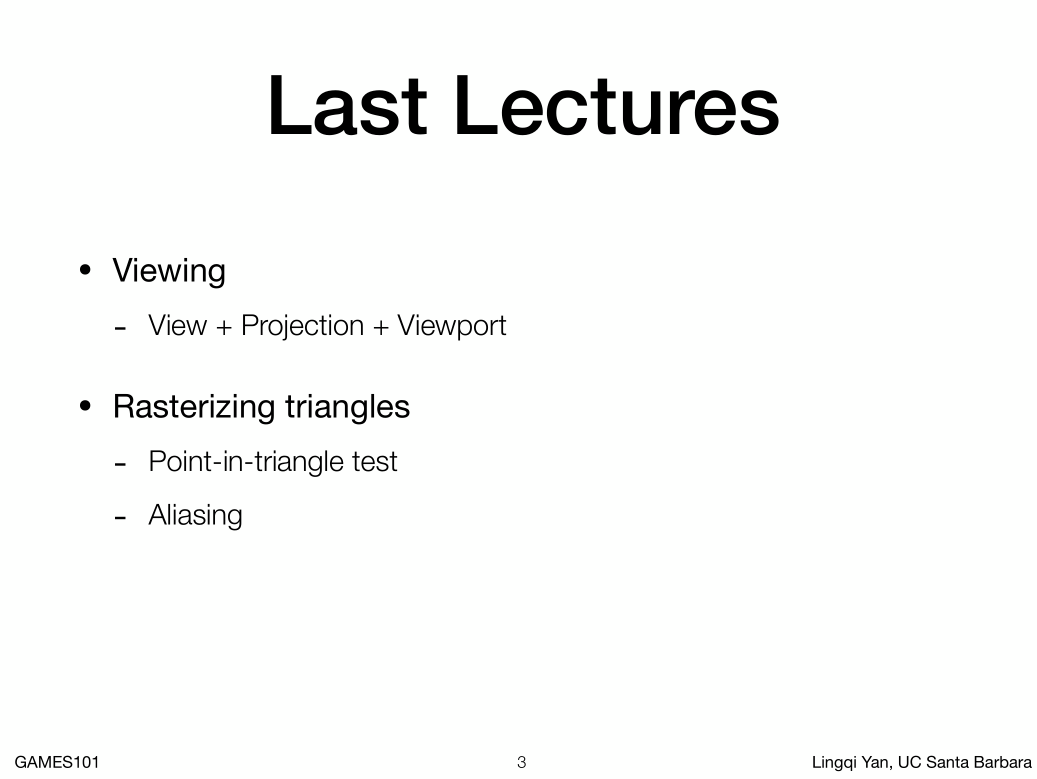 Last Lectures
• Viewing
- View + Projection + Viewport
• Rasterizing triangles
- Point-in-triangle test
- Aliasing
GAMES101 3 Lingqi Yan, UC Santa Barbara